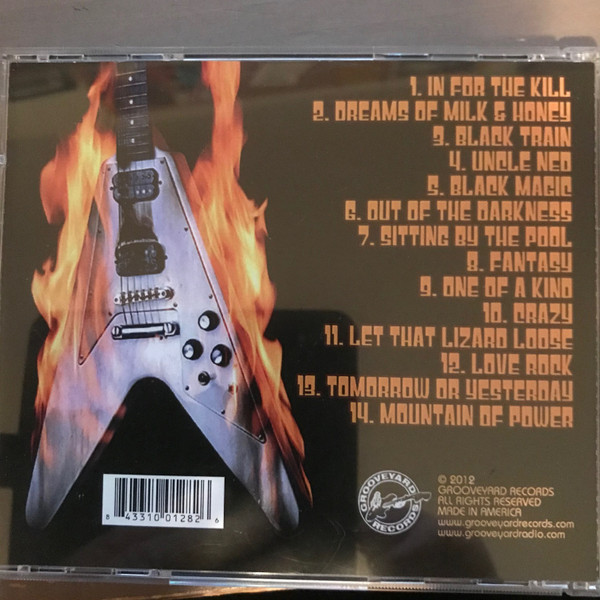 1. IN FOR THE KILL
2. DREAMS OF MILK & HONEY
3. BLACK TRAIN
4. UNCLE NED
5. BLACK MAGIC
6. OUT OF THE DARKNESS
7. SITTING BY THE POOL
8. FANTASY
9. ONE OF A KIND
10. CRAZY
11. LET THAT LIZARD LOOSE
12. LOVE ROCK
13. TOMORROW OR YESTERDAY
14. MOUNTAIN OF POWER
8 43310 01282 6
GROOVEYARD
RECORDS
© 2012
GROOVEYARD RECORDS
ALL RIGHTS RESERVED
MADE IN AMERICA
www.grooveyardrecords.com
www.grooveyardradio.com